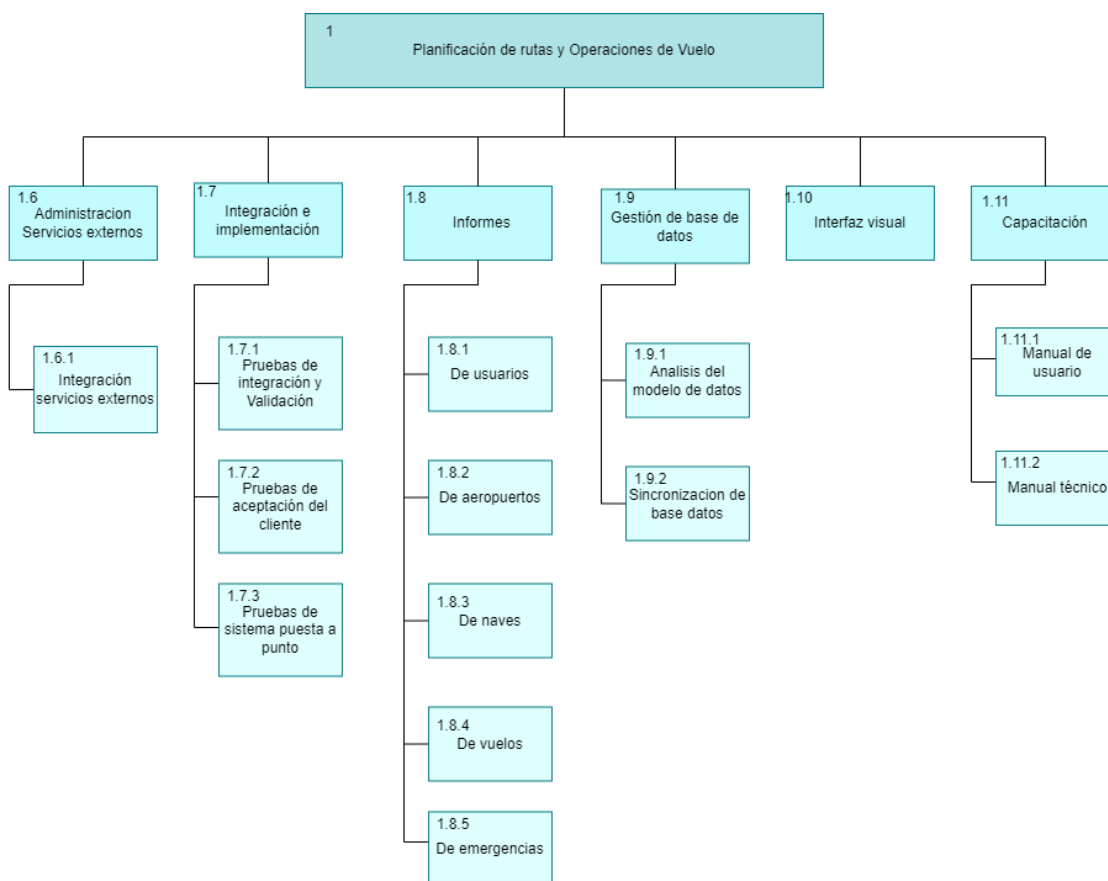 1
Planificación de rutas y Operaciones de Vuelo
1.6
Administracion
Servicios externos
1.7
Integración e
implementación
1.8
Informes
1.9
Gestión de base de
datos
1.10
Interfaz visual
1.11
Capacitación
1.6.1
Integración
servicios externos
1.7.1
Pruebas de
integración y
Validación
1.7.2
Pruebas de
aceptación del
cliente
1.7.3
Pruebas de
sistema puesta a
punto
1.8.1
De usuarios
1.8.2
De aeropuertos
1.8.3
De naves
1.8.4
De vuelos
1.8.5
De emergencias
1.9.1
Analisis del
modelo de datos
1.9.2
Sincronizacion de
base datos
1.11.1
Manual de
usuario
1.11.2
Manual técnico